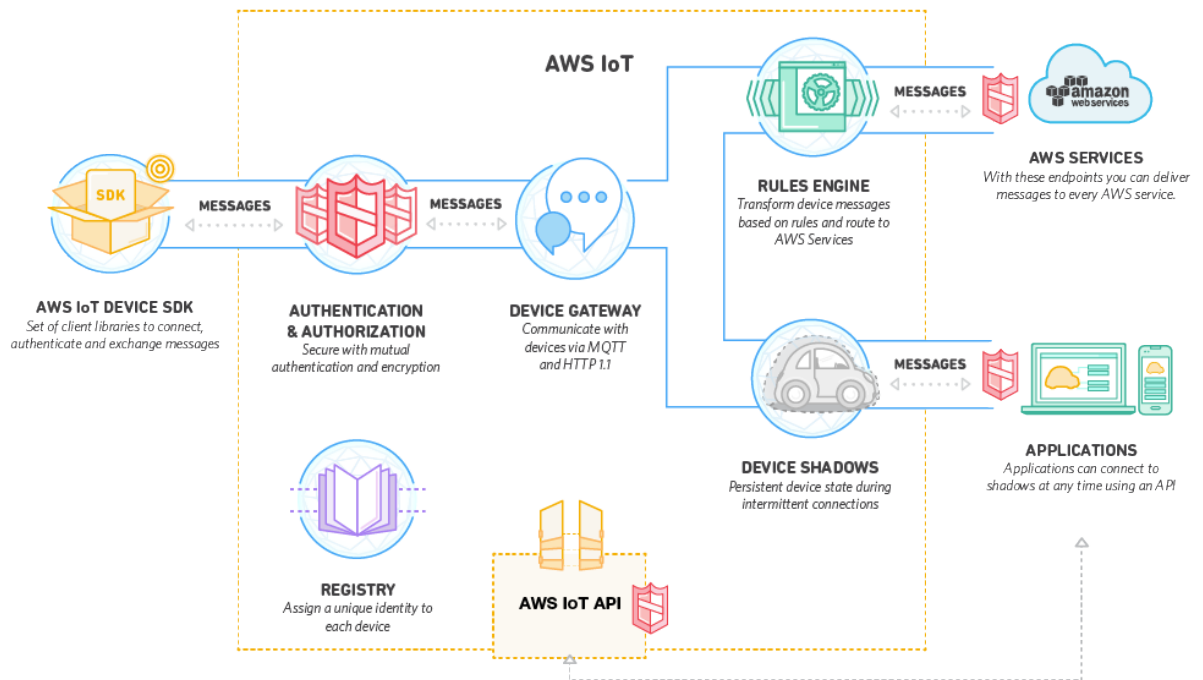 AWS IoT
SDK
MESSAGES
MESSAGES
MESSAGES
amazon
web services
AWS SERVICES
With these endpoints you can deliver
messages to every AWS service.
RULES ENGINE
Transform device messages
based on rules and route to
AWS Services
AWS IoT DEVICE SDK
Set of client libraries to connect,
authenticate and exchange messages
AUTHENTICATION
& AUTHORIZATION
Secure with mutual
authentication and encryption
DEVICE GATEWAY
Communicate with
devices via MQTT
and HTTP 1.1
MESSAGES
DEVICE SHADOWS
Persistent device state during
intermittent connections
APPLICATIONS
Applications can connect to
shadows at any time using an API
REGISTRY
Assign a unique identity to
each device
AWS IoT API